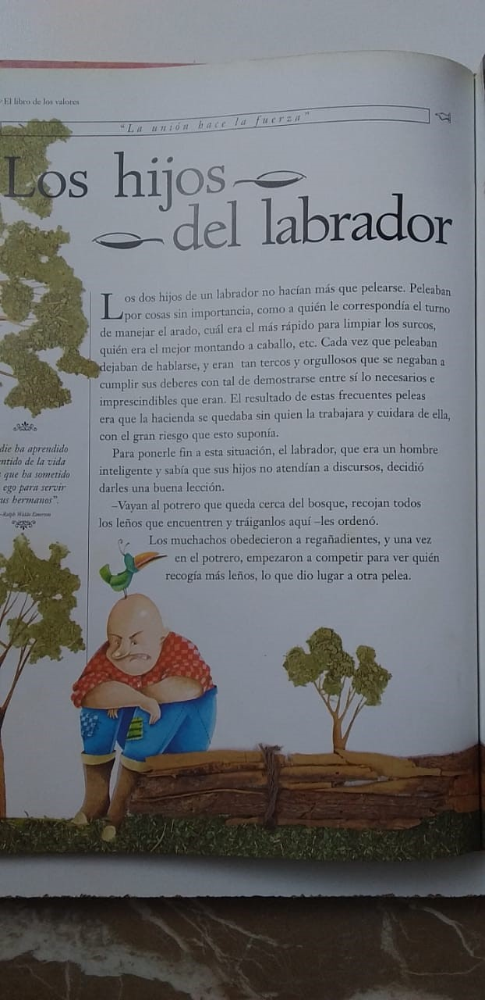 El libro de los valores
"La unión hace la fuerza"
Los hijos
del labrador
Los dos hijos de un labrador no hacían más que pelearse. Peleaban
por cosas sin importancia, como a quién le correspondía el turno
de manejar el arado, cuál era el más rápido para limpiar los surcos,
quién era el mejor montando a caballo, etc. Cada vez que peleaban
dejaban de hablarse, y eran tan tercos y orgullosos que se negaban a
cumplir sus deberes con tal de demostrarse entre sí lo necesarios e
imprescindibles que eran. El resultado de estas frecuentes peleas
era que la hacienda se quedaba sin quien la trabajara y cuidara de ella,
con el gran riesgo que esto suponía.
Para ponerle fin a esta situación, el labrador, que era un hombre
inteligente y sabía que sus hijos no atendían a discursos, decidió
darles una buena lección.
–Vayan al potrero que queda cerca del bosque, recojan todos
los leños que encuentren y tráiganlos aquí –les ordenó.
Los muchachos obedecieron a regañadientes, y una vez
en el potrero, empezaron a competir para ver quién
recogía más leños, lo que dio lugar a otra pelea.
die ha aprendido
ntido de la vida
que ha sometido
ego para servir
us hermanos".
–Ralph Waldo Emerson